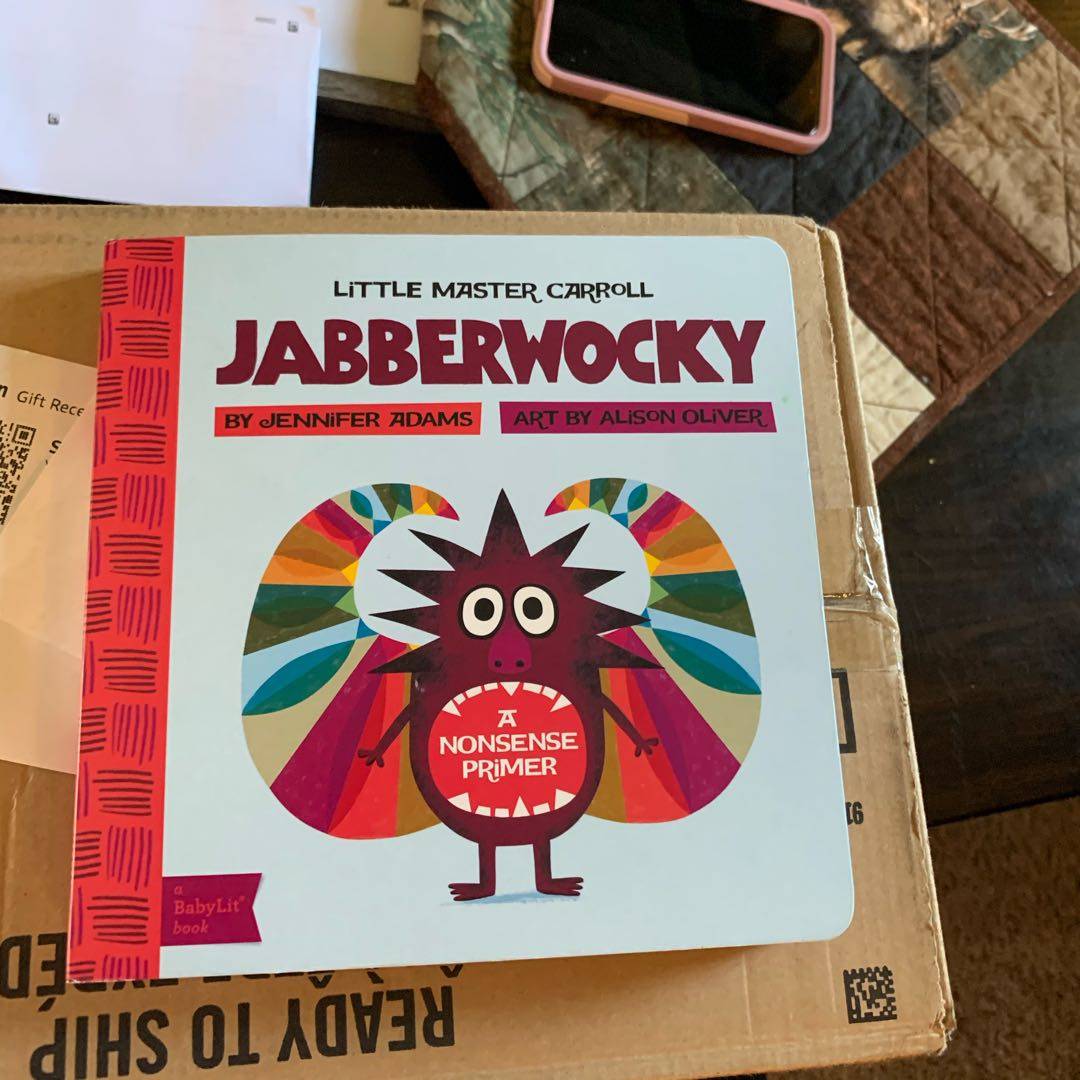 LiTTLE MASTER CARROLL
JABBERWOCKY
BY JENNiFER ADAMS
ART BY ALISON OLIVER
A
NONSENSE
PRiMER
a
BabyLit®
book
Gift Rece
READY TO SHIP
91